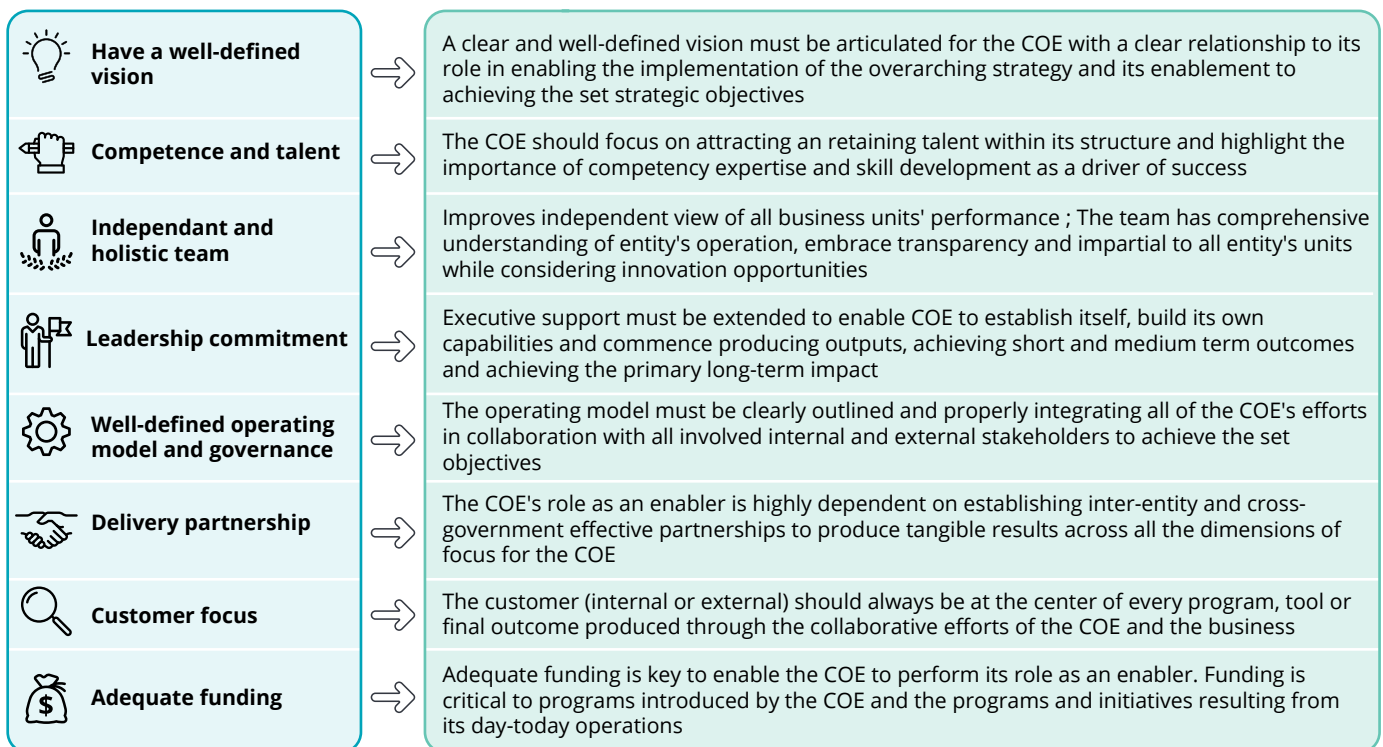 Have a well-defined
vision
A clear and well-defined vision must be articulated for the COE with a clear relationship to its
role in enabling the implementation of the overarching strategy and its enablement to
achieving the set strategic objectives
Competence and talent
The COE should focus on attracting an retaining talent within its structure and highlight the
importance of competency expertise and skill development as a driver of success
Independant and
holistic team
Improves independent view of all business units' performance ; The team has comprehensive
understanding of entity's operation, embrace transparency and impartial to all entity's units
while considering innovation opportunities
Leadership commitment
Executive support must be extended to enable COE to establish itself, build its own
capabilities and commence producing outputs, achieving short and medium term outcomes
and achieving the primary long-term impact
Well-defined operating
model and governance
The operating model must be clearly outlined and properly integrating all of the COE's efforts
in collaboration with all involved internal and external stakeholders to achieve the set
objectives
Delivery partnership
The COE's role as an enabler is highly dependent on establishing inter-entity and cross-
government effective partnerships to produce tangible results across all the dimensions of
focus for the COE
Customer focus
The customer (internal or external) should always be at the center of every program, tool or
final outcome produced through the collaborative efforts of the COE and the business
$
Adequate funding
Adequate funding is key to enable the COE to perform its role as an enabler. Funding is
critical to programs introduced by the COE and the programs and initiatives resulting from
its day-today operations